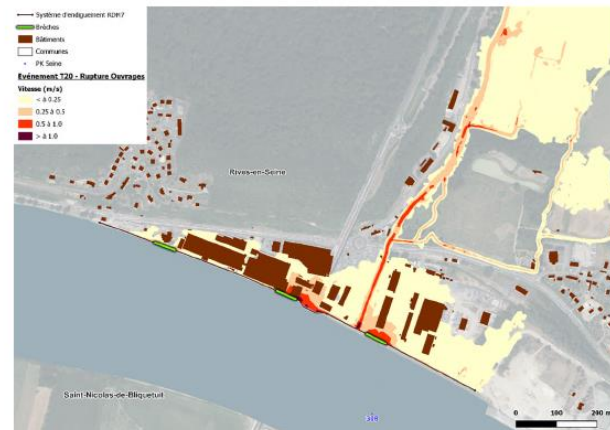 Système d'endiguement RDH7
Brèches
Bâtiments
Communes
PK Seine
Evénement T20 - Rupture Ouvrages
Vitesse (m/s)
< à 0.25
0.25 à 0.5
0.5 à 1.0
> à 1.0
Rives-en-Seine
Saint-Nicolas-de-Bliquetuit
308
0 100 200 m